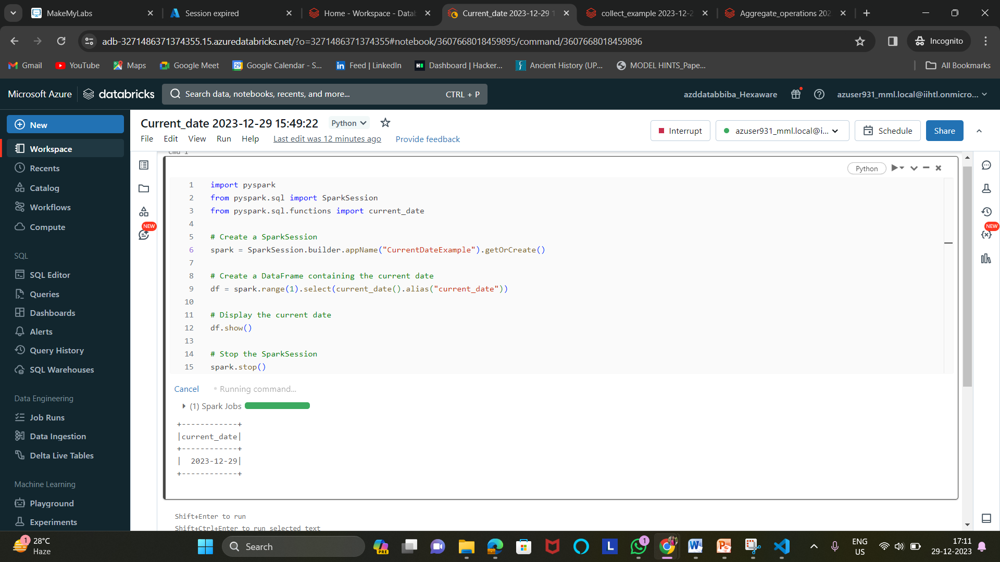 MakeMyLabs
Session expired
Home - Workspace - Datab
Current_date 2023-12-29 1
collect_example 2023-12-2
Aggregate_operations 202
adb-3271486371374355.15.azuredatabricks.net/?o=3271486371374355#notebook/3607668018459895/command/3607668018459896
Incognito
Gmail
YouTube
Maps
Google Meet
29
Google Calendar - S...
Feed | LinkedIn
Dashboard | Hacker...
Ancient History (UP...
MODEL HINTS_Pape...
All Bookmarks
Microsoft Azure
databricks
Search data, notebooks, recents, and more...
CTRL + P
azddatabbiba_Hexaware
azuser931_mml.local@iihtl.onmicro...
New
Workspace
Recents
Catalog
Workflows
Compute
SQL
SQL Editor
Queries
Dashboards
Alerts
Query History
SQL Warehouses
Data Engineering
Job Runs
Data Ingestion
Delta Live Tables
Machine Learning
Playground
Experiments
Current_date 2023-12-29 15:49:22
Python
File Edit View Run Help
Last edit was 12 minutes ago
Provide feedback
Interrupt
azuser931_mml.local@i...
Schedule
Share
NEW
Cmd 1
Python
1 import pyspark
2 from pyspark.sql import SparkSession
3 from pyspark.sql.functions import current_date
4
5 # Create a SparkSession
6 spark = SparkSession.builder.appName("CurrentDateExample").getOrCreate()
7
8 # Create a DataFrame containing the current date
9 df = spark.range(1).select(current_date().alias("current_date"))
10
11 # Display the current date
12 df.show()
13
14 # Stop the SparkSession
15 spark.stop()
Cancel
Running command...
(1) Spark Jobs
+------------+
|current_date|
+------------+
|  2023-12-29|
+------------+
Shift+Enter to run
Shift+Ctrl+Enter to run selected text
NEW
1
28°C
Haze
Search
PRE
L
1
ENG
US
17:11
29-12-2023